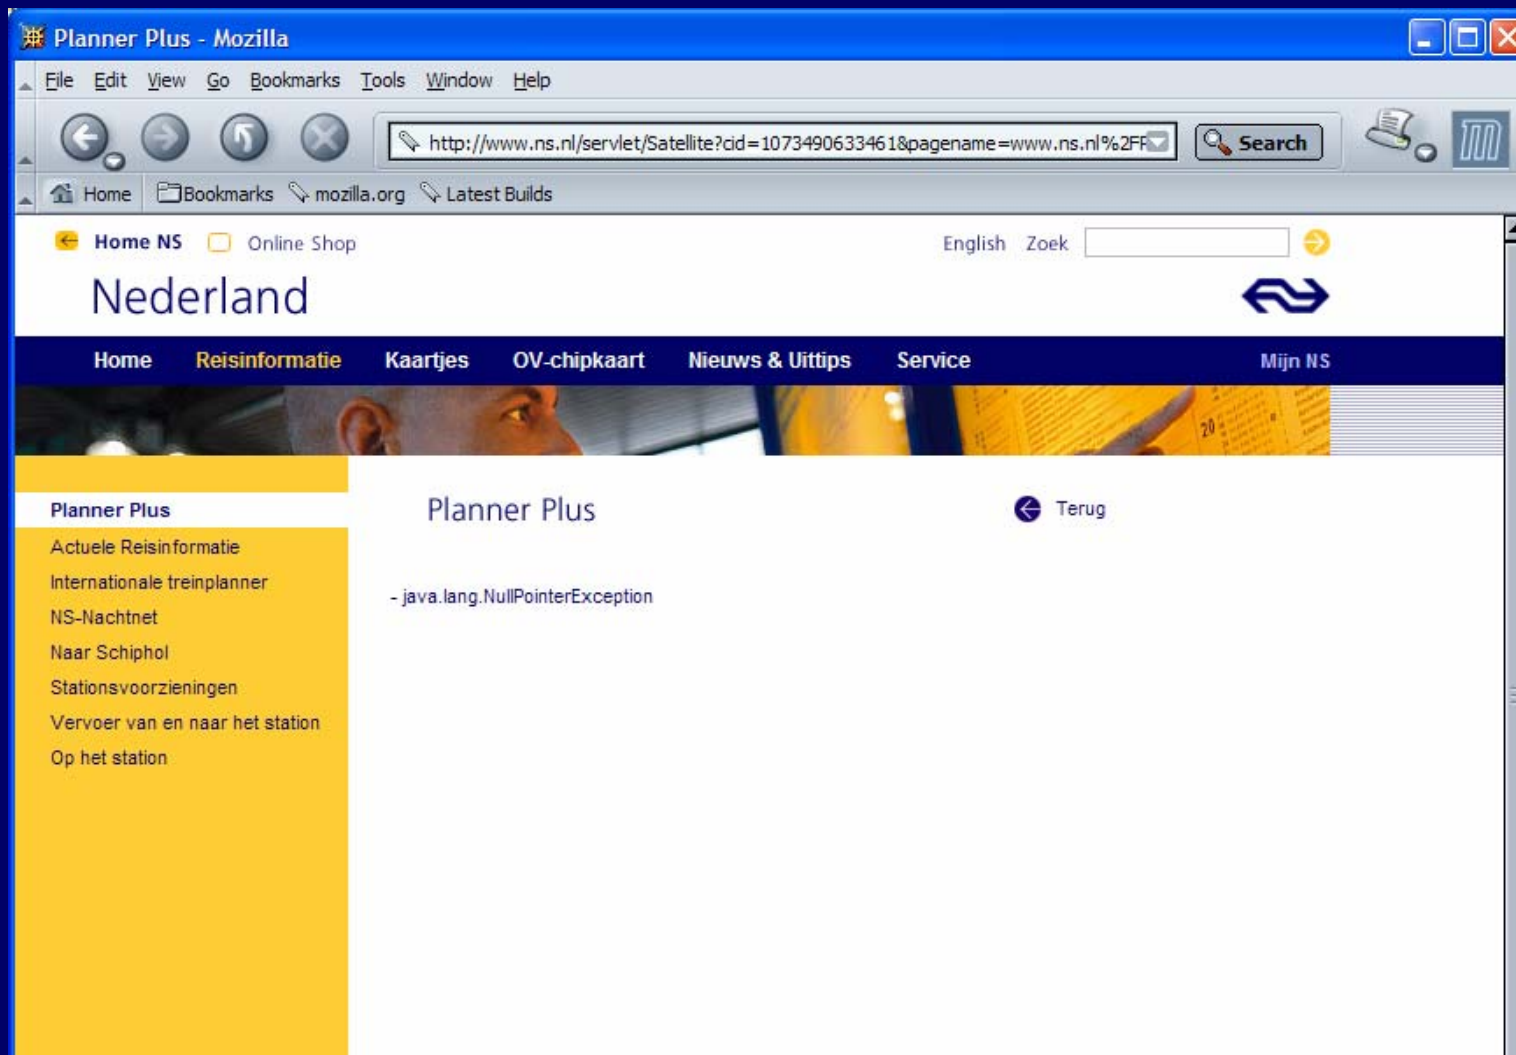 Planner Plus - Mozilla
File Edit View Go Bookmarks Tools Window Help
http://www.ns.nl/servlet/Satellite?cid=1073490633461&pagename=www.ns.nl%2FF Search
Home Bookmarks mozilla.org Latest Builds
Home NS Online Shop English Zoek
Nederland
Home Reisinformatie Kaartjes OV-chipkaart Nieuws & Uittips Service Mijn NS
20
Planner Plus
Actuele Reisinformatie
Internationale treinplanner
NS-Nachtnet
Naar Schiphol
Stationsvoorzieningen
Vervoer van en naar het station
Op het station
Planner Plus Terug
- java.lang.NullPointerException